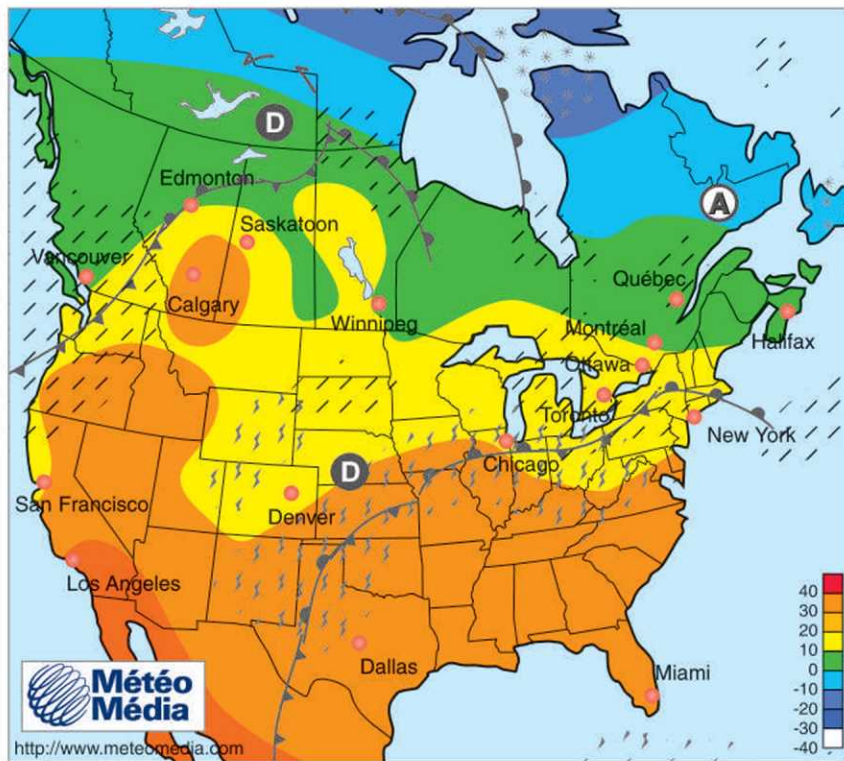 D
Edmonton
Saskatoon
A
Vancouver
Calgary
Québec
Winnipeg
Montréal
Halifax
Ottawa
Toronto
New York
D
Chicago
San Francisco
Denver
Los Angeles
40
30
20
10
0
-10
-20
-30
-40
Dallas
Miami
Météo
Média
http://www.meteomedia.com